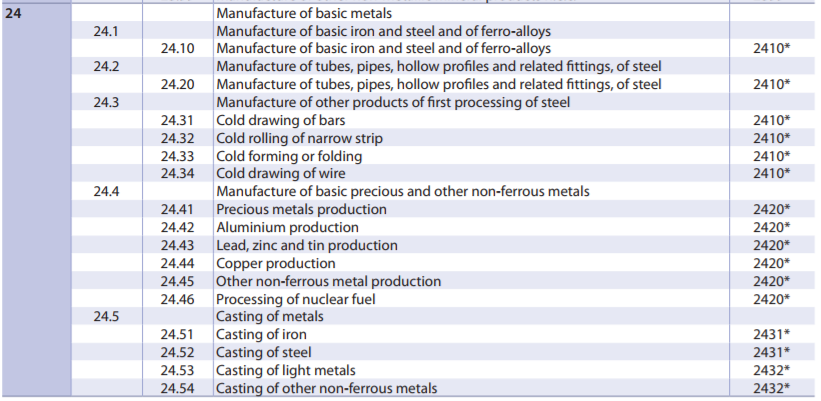 24 Manufacture of basic metals
24.1 Manufacture of basic iron and steel and of ferro-alloys
24.10 Manufacture of basic iron and steel and of ferro-alloys 2410*
24.2 Manufacture of tubes, pipes, hollow profiles and related fittings, of steel
24.20 Manufacture of tubes, pipes, hollow profiles and related fittings, of steel 2410*
24.3 Manufacture of other products of first processing of steel
24.31 Cold drawing of bars 2410*
24.32 Cold rolling of narrow strip 2410*
24.33 Cold forming or folding 2410*
24.34 Cold drawing of wire 2410*
24.4 Manufacture of basic precious and other non-ferrous metals
24.41 Precious metals production 2420*
24.42 Aluminium production 2420*
24.43 Lead, zinc and tin production 2420*
24.44 Copper production 2420*
24.45 Other non-ferrous metal production 2420*
24.46 Processing of nuclear fuel 2420*
24.5 Casting of metals
24.51 Casting of iron 2431*
24.52 Casting of steel 2431*
24.53 Casting of light metals 2432*
24.54 Casting of other non-ferrous metals 2432*